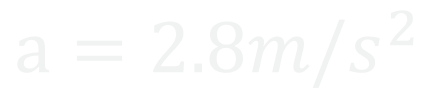 a = 2.8m/s²